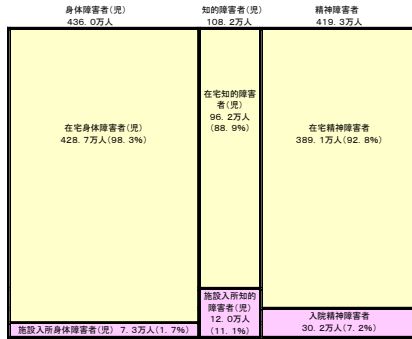 身体障害者(児)
436.0万人
知的障害者(児)
108.2万人
精神障害者
419.3万人
在宅身体障害者(児)
428.7万人(98.3%)
在宅知的障害
者(児)
96.2万人
(88.9%)
在宅精神障害者
389.1万人(92.8%)
施設入所身体障害者(児) 7.3万人(1.7%)
施設入所知的
障害者(児)
12.0万人
(11.1%)
入院精神障害者
30.2万人(7.2%)